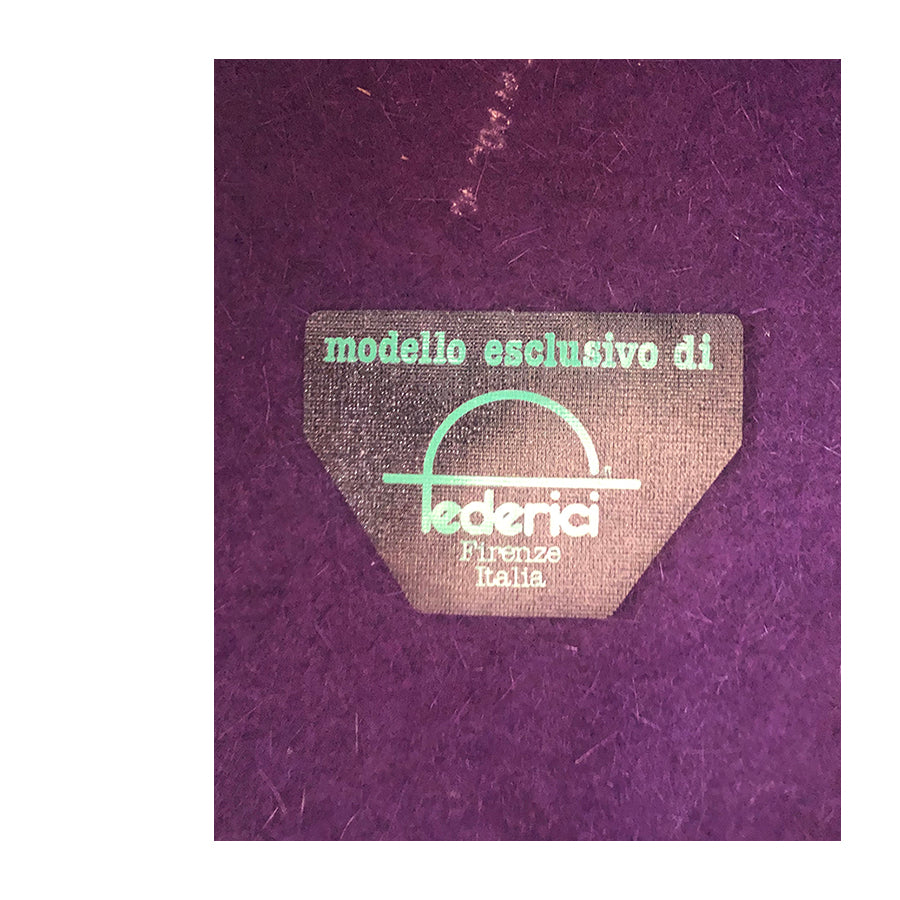 modello esclusivo di
federici
Firenze
Italia